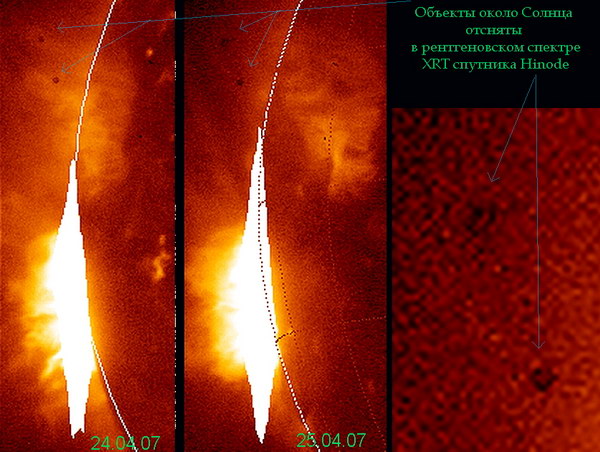 Объекты около Солнца
отсняты
в рентгеновском спектре
XRT спутника Hinode
24.04.07
25.04.07